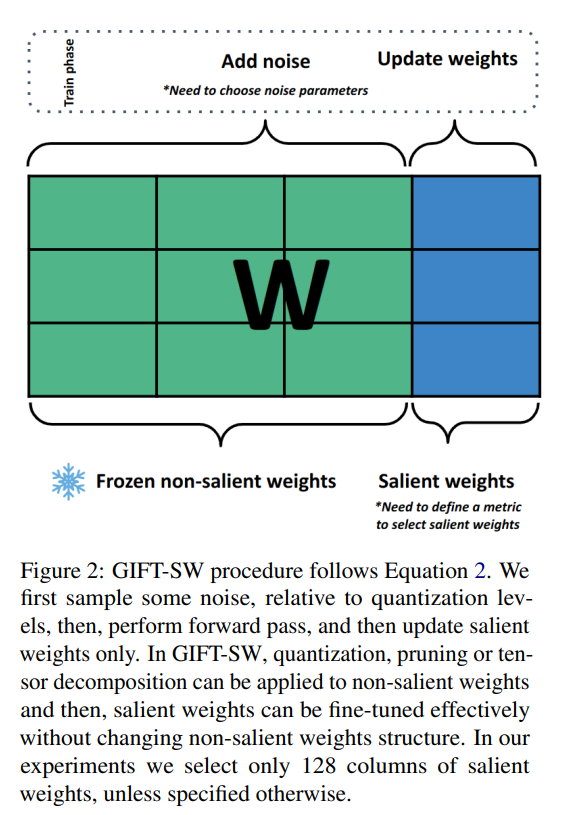 Train phase
Add noise
*Need to choose noise parameters
Update weights
W
Frozen non-salient weights
Salient weights
*Need to define a metric
to select salient weights
Figure 2: GIFT-SW procedure follows Equation 2. We
first sample some noise, relative to quantization lev-
els, then, perform forward pass, and then update salient
weights only. In GIFT-SW, quantization, pruning or ten-
sor decomposition can be applied to non-salient weights
and then, salient weights can be fine-tuned effectively
without changing non-salient weights structure. In our
experiments we select only 128 columns of salient
weights, unless specified otherwise.